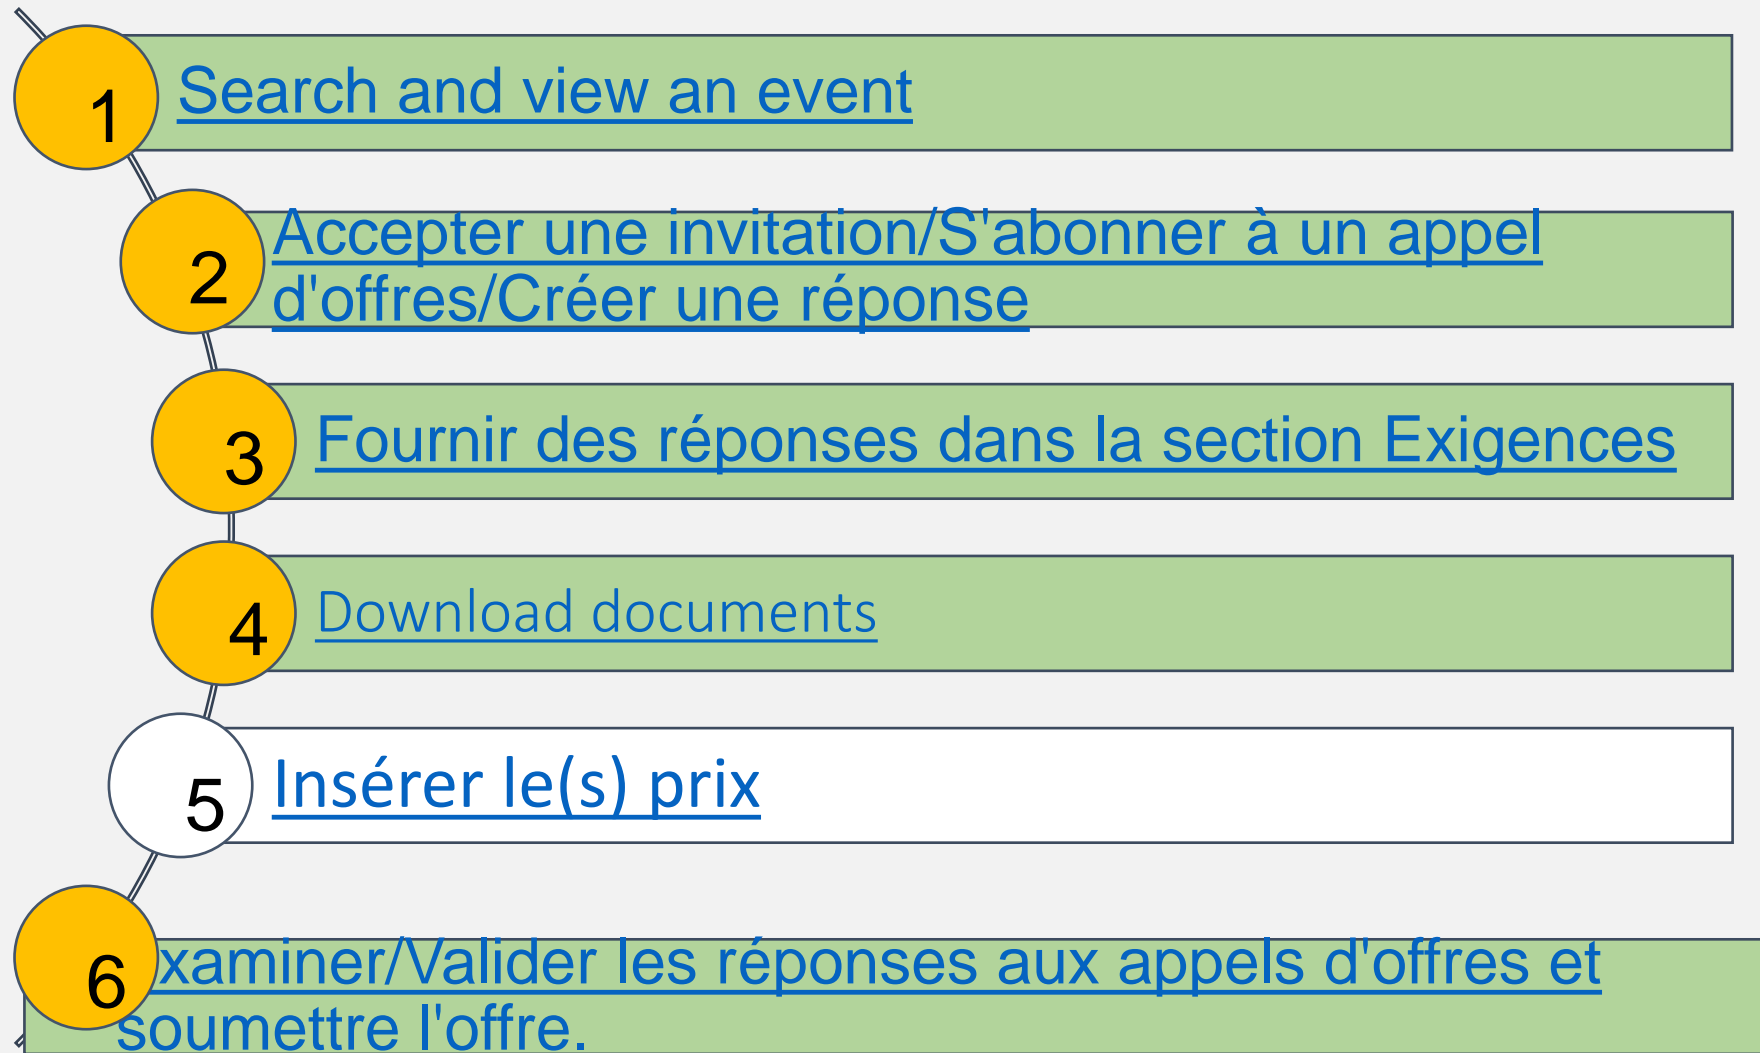 1
Search and view an event
2
Accepter une invitation/S'abonner à un appel
d'offres/Créer une réponse
3
Fournir des réponses dans la section Exigences
4
Download documents
5
Insérer le(s) prix
6
xaminer/Valider les réponses aux appels d'offres et
soumettre l'offre.